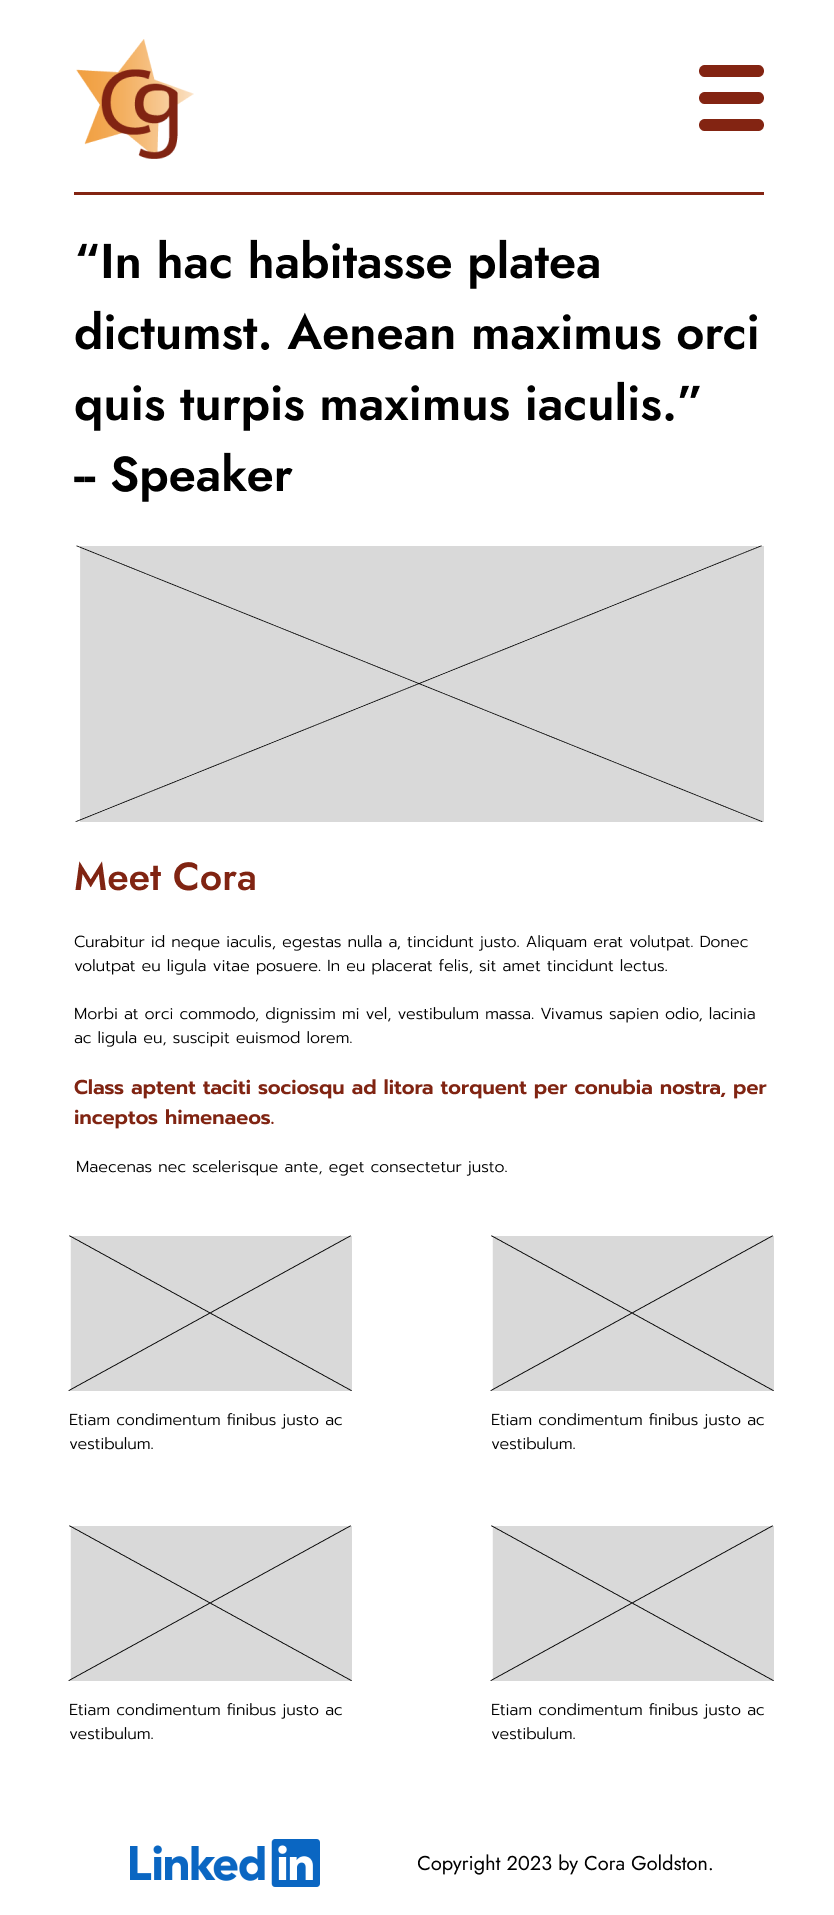 Cg
“In hac habitasse platea
dictumst. Aenean maximus orci
quis turpis maximus iaculis.”
-- Speaker
Meet Cora
Curabitur id neque iaculis, egestas nulla a, tincidunt justo. Aliquam erat volutpat. Donec
volutpat eu ligula vitae posuere. In eu placerat felis, sit amet tincidunt lectus.
Morbi at orci commodo, dignissim mi vel, vestibulum massa. Vivamus sapien odio, lacinia
ac ligula eu, suscipit euismod lorem.
Class aptent taciti sociosqu ad litora torquent per conubia nostra, per
inceptos himenaeos.
Maecenas nec scelerisque ante, eget consectetur justo.
Etiam condimentum finibus justo ac
vestibulum.
Etiam condimentum finibus justo ac
vestibulum.
Etiam condimentum finibus justo ac
vestibulum.
Etiam condimentum finibus justo ac
vestibulum.
Linked in
Copyright 2023 by Cora Goldston.